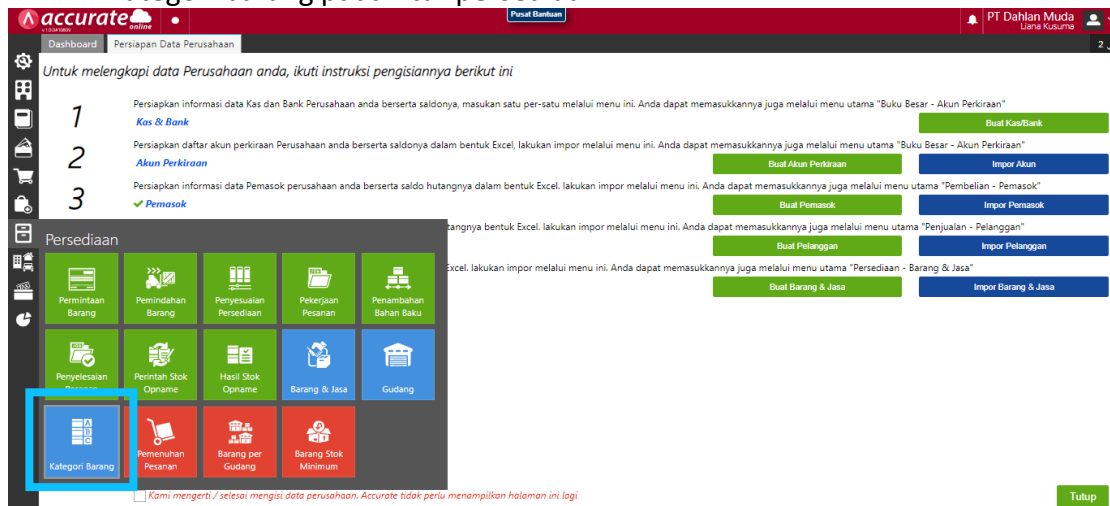 accurate
online
Pusat Bantuan
PT Dahlan Muda
Liana Kusuma
Dashboard
Persiapan Data Perusahaan
2
Untuk melengkapi data Perusahaan anda, ikuti instruksi pengisiannya berikut ini
1
Persiapkan informasi data Kas dan Bank Perusahaan anda berserta saldonya, masukan satu per-satu melalui menu ini. Anda dapat memasukkannya juga melalui menu utama "Buku Besar - Akun Perkiraan"
Kas & Bank
Buat Kas/Bank
2
Persiapkan daftar akun perkiraan Perusahaan anda berserta saldonya dalam bentuk Excel, lakukan impor melalui menu ini. Anda dapat memasukkannya juga melalui menu utama "Buku Besar - Akun Perkiraan"
Akun Perkiraan
Buat Akun Perkiraan
Impor Akun
3
Persiapkan informasi data Pemasok perusahaan anda berserta saldo hutangnya dalam bentuk Excel. lakukan impor melalui menu ini. Anda dapat memasukkannya juga melalui menu utama "Pembelian - Pemasok"
Pemasok
Buat Pemasok
Impor Pemasok
tangnya bentuk Excel. lakukan impor melalui menu ini. Anda dapat memasukkannya juga melalui menu utama "Penjualan - Pelanggan"
Buat Pelanggan
Impor Pelanggan
Excel. lakukan impor melalui menu ini. Anda dapat memasukkannya juga melalui menu utama "Persediaan - Barang & Jasa"
Buat Barang & Jasa
Impor Barang & Jasa
Persediaan
Permintaan
Barang
Pemindahan
Barang
Penyesuaian
Persediaan
Pekerjaan
Pesanan
Penambahan
Bahan Baku
Penyelesaian
Perintah Stok
Opname
Hasil Stok
Opname
Barang & Jasa
Gudang
Kategori Barang
Pemenuhan
Pesanan
Barang per
Gudang
Barang Stok
Minimum
Kami mengerti / selesai mengisi data perusahaan. Accurate tidak perlu menampilkan halaman ini lagi
Tutup